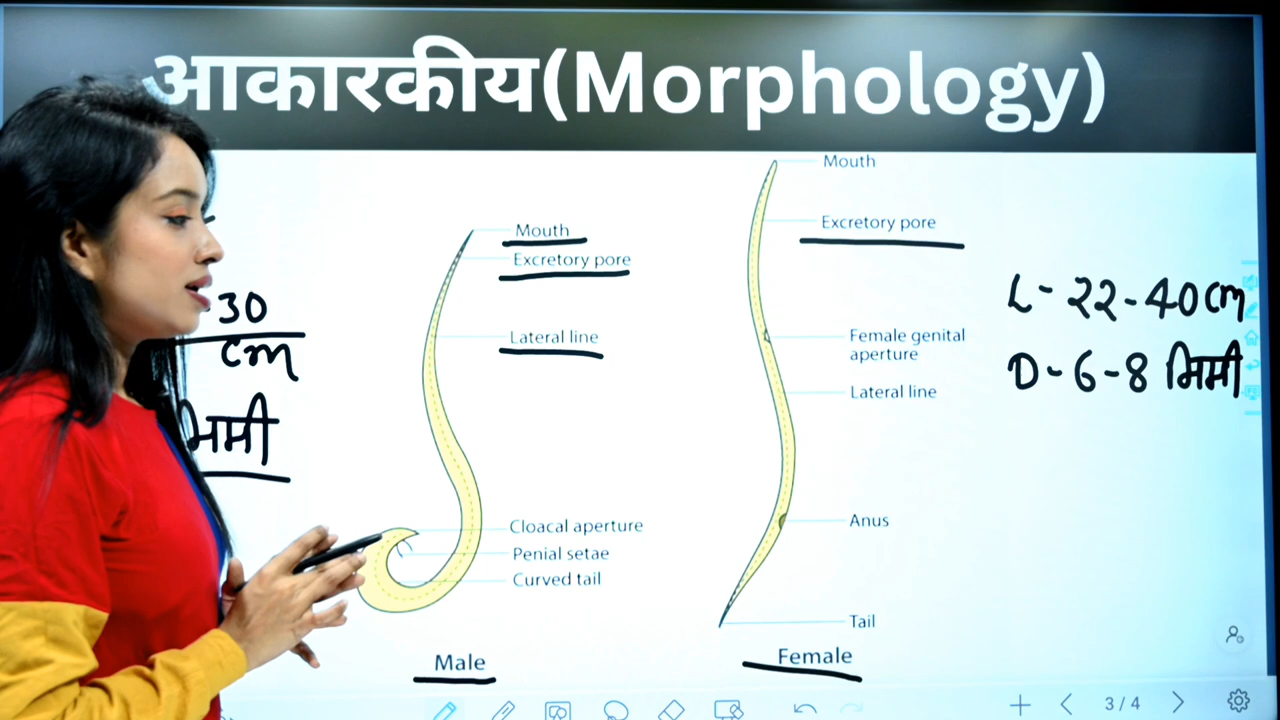 आकारकीय(Morphology)
30
cm
मिमी
Mouth
Excretory pore
Lateral line
Cloacal aperture
Penial setae
Curved tail
Male
Mouth
Excretory pore
Female genital
aperture
Lateral line
Anus
Tail
Female
L - 22 - 40 cm
D - 6 - 8 मिमी
3 / 4